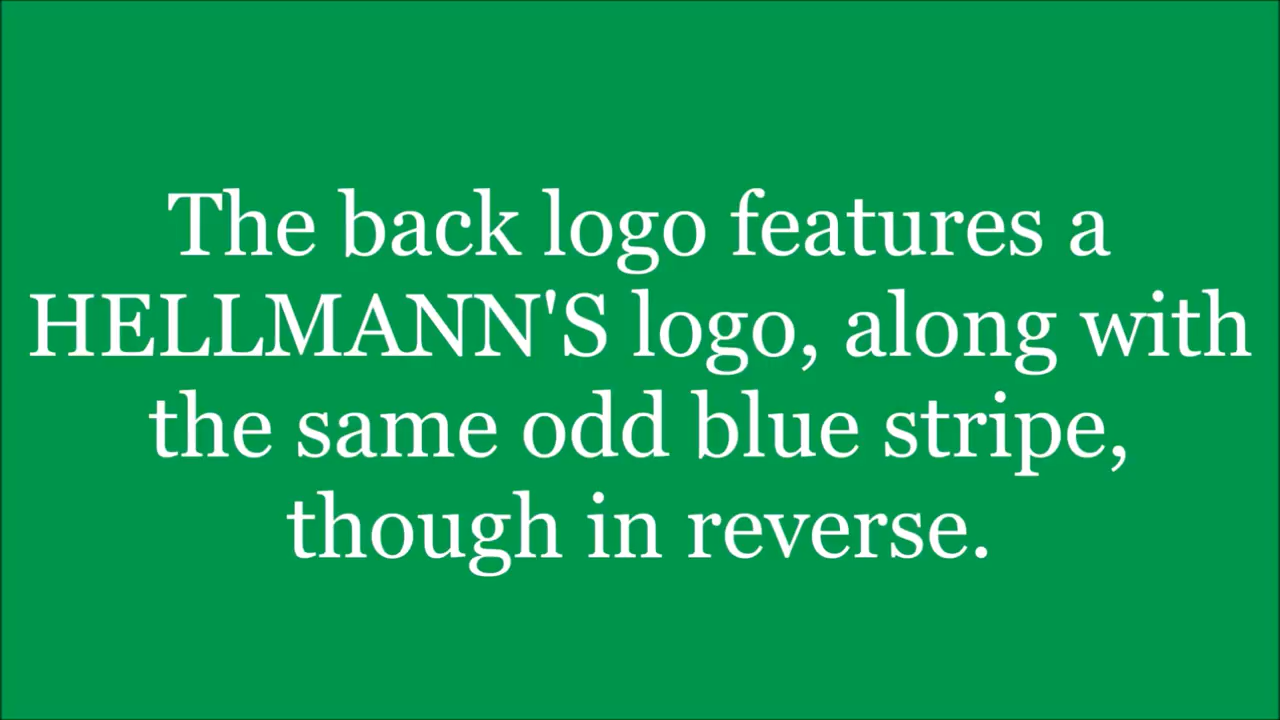 The back logo features a
HELLMANN'S logo, along with
the same odd blue stripe,
though in reverse.